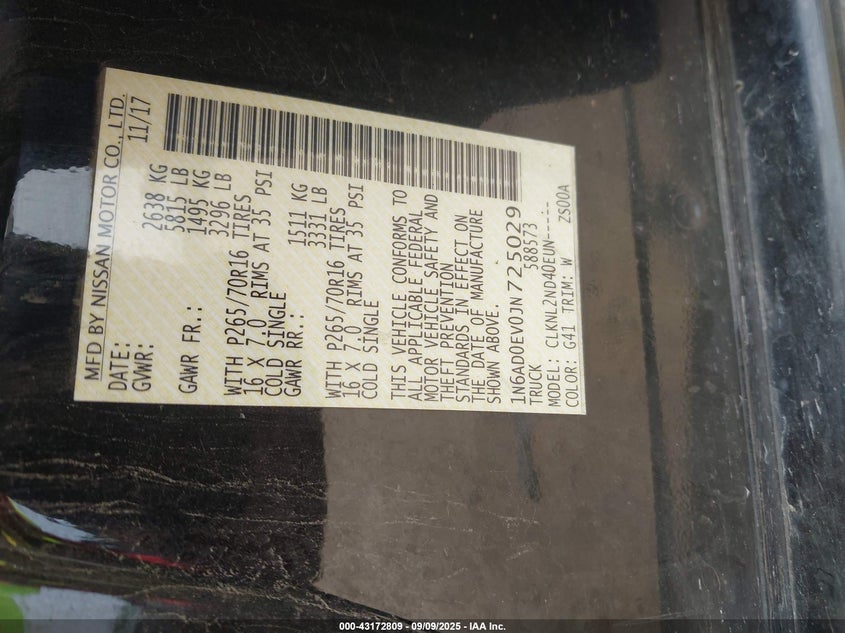 MFD BY NISSAN MOTOR CO., LTD.
DATE: 11/17
GVWR: 2638 KG
5815 LB
GAWR FR.: 1495 KG
3296 LB
WITH P265/70R16 TIRES
16 X 7.0 RIMS AT 35 PSI
COLD SINGLE
GAWR RR.: 1511 KG
3331 LB
WITH P265/70R16 TIRES
16 X 7.0 RIMS AT 35 PSI
COLD SINGLE
THIS VEHICLE CONFORMS TO
ALL APPLICABLE FEDERAL
MOTOR VEHICLE SAFETY AND
THEFT PREVENTION
STANDARDS IN EFFECT ON
THE DATE OF MANUFACTURE
SHOWN ABOVE.
1N6AD0EV0JN725029
TRUCK 588573
MODEL: CLKNL2ND40EUN-----
COLOR: G41 TRIM: W ZS00A
000-43172809 - 09/09/2025 - IAA Inc.